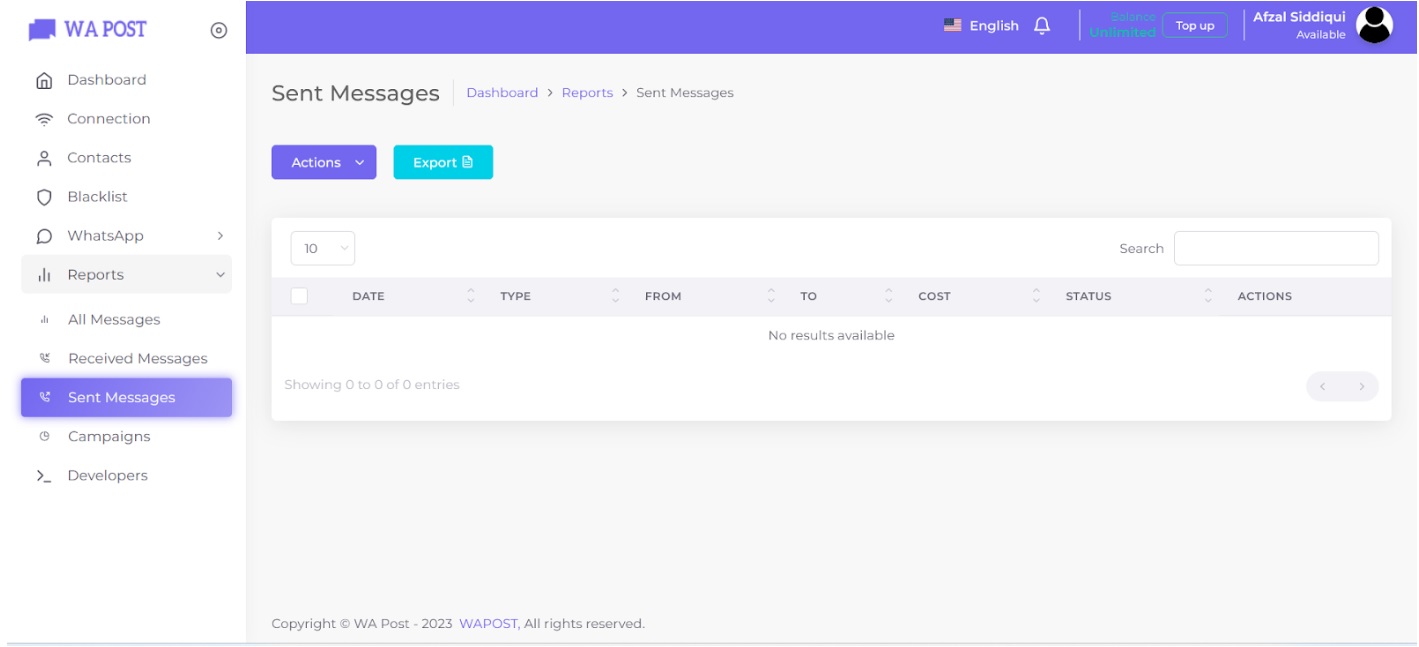 WA POST
English
Balance
Unlimited
Top up
Afzal Siddiqui
Available
Dashboard
Connection
Contacts
Blacklist
WhatsApp
Reports
All Messages
Received Messages
Sent Messages
Campaigns
Developers
Sent Messages
Dashboard > Reports > Sent Messages
Actions
Export
10
Search
DATE TYPE FROM TO COST STATUS ACTIONS
No results available
Showing 0 to 0 of 0 entries
Copyright © WA Post - 2023 WAPOST, All rights reserved.